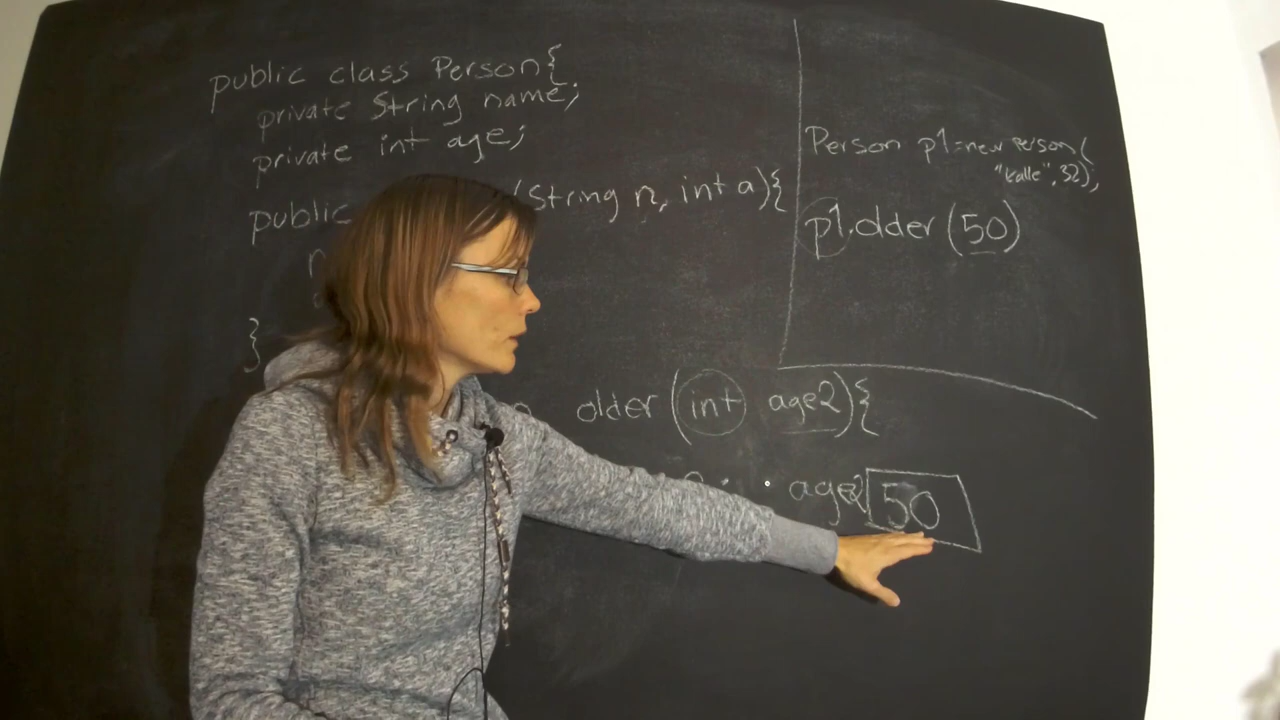 public class Person{
private String name;
private int age;
public (String n, int a){
}
older (int age2){
age2 50
Person p1=new person(
"kalle", 32);
p1.older (50)